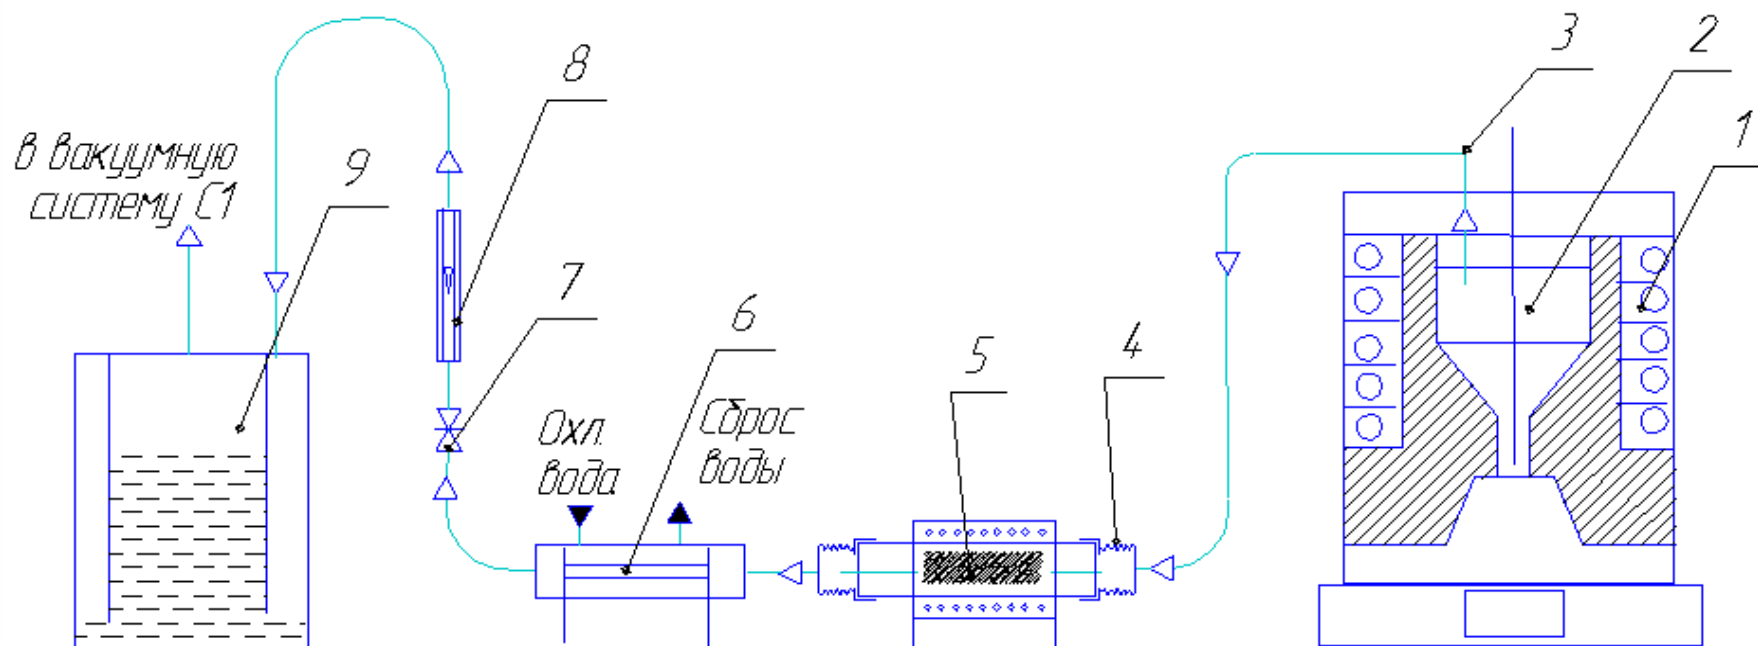 3
2
8
1
в вакуумную
систему С1
9
7
6
4
5
Охл.
вода
Сброс
воды